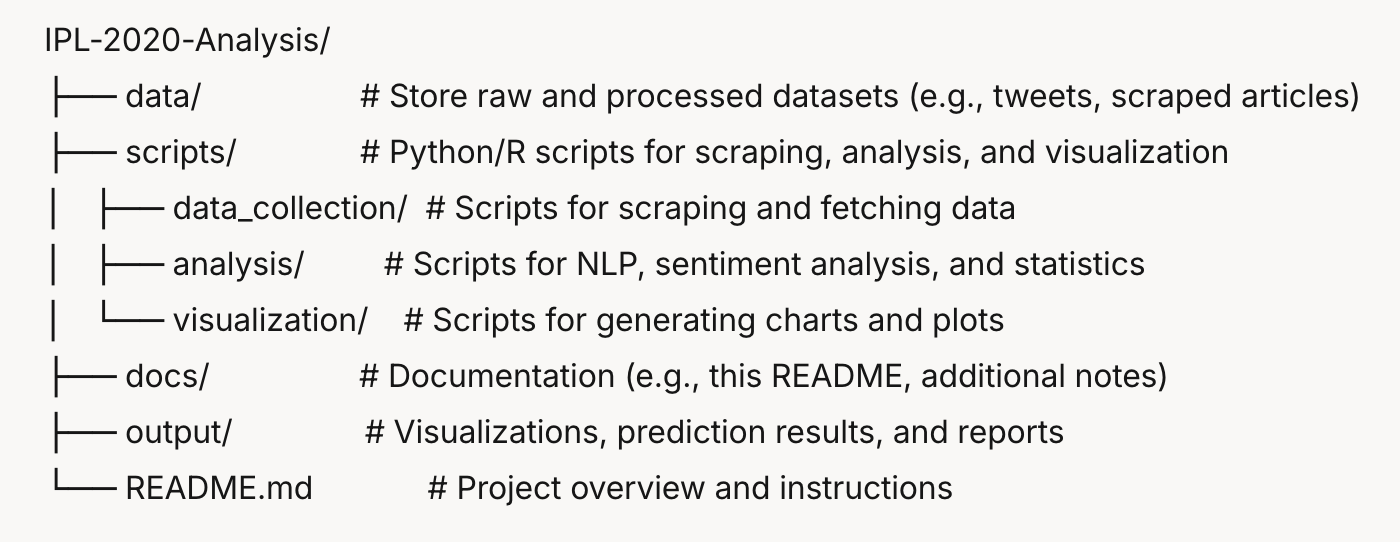 IPL-2020-Analysis/
├── data/                    # Store raw and processed datasets (e.g., tweets, scraped articles)
├── scripts/                # Python/R scripts for scraping, analysis, and visualization
│   ├── data_collection/  # Scripts for scraping and fetching data
│   ├── analysis/          # Scripts for NLP, sentiment analysis, and statistics
│   └── visualization/    # Scripts for generating charts and plots
├── docs/                   # Documentation (e.g., this README, additional notes)
├── output/                 # Visualizations, prediction results, and reports
└── README.md              # Project overview and instructions